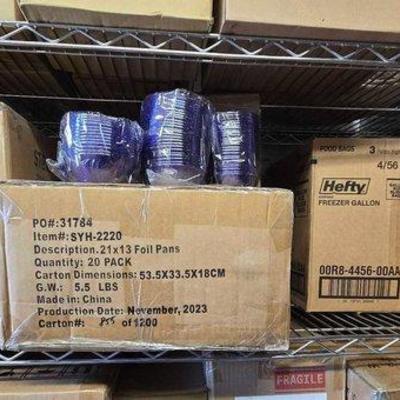 PO#:31784
Item#: SYH-2220
Description: 21x13 Foil Pans
Quantity: 20 PACK
Carton Dimensions: 53.5X33.5X18CM
G.W.: 5.5 LBS
Made in: China
Production Date: November, 2023
Carton#: 855 of 1200
FOOD BAGS 3
4/56
Hefty
FREEZER GALLON
00R8-4456-00AA
FRAGILE